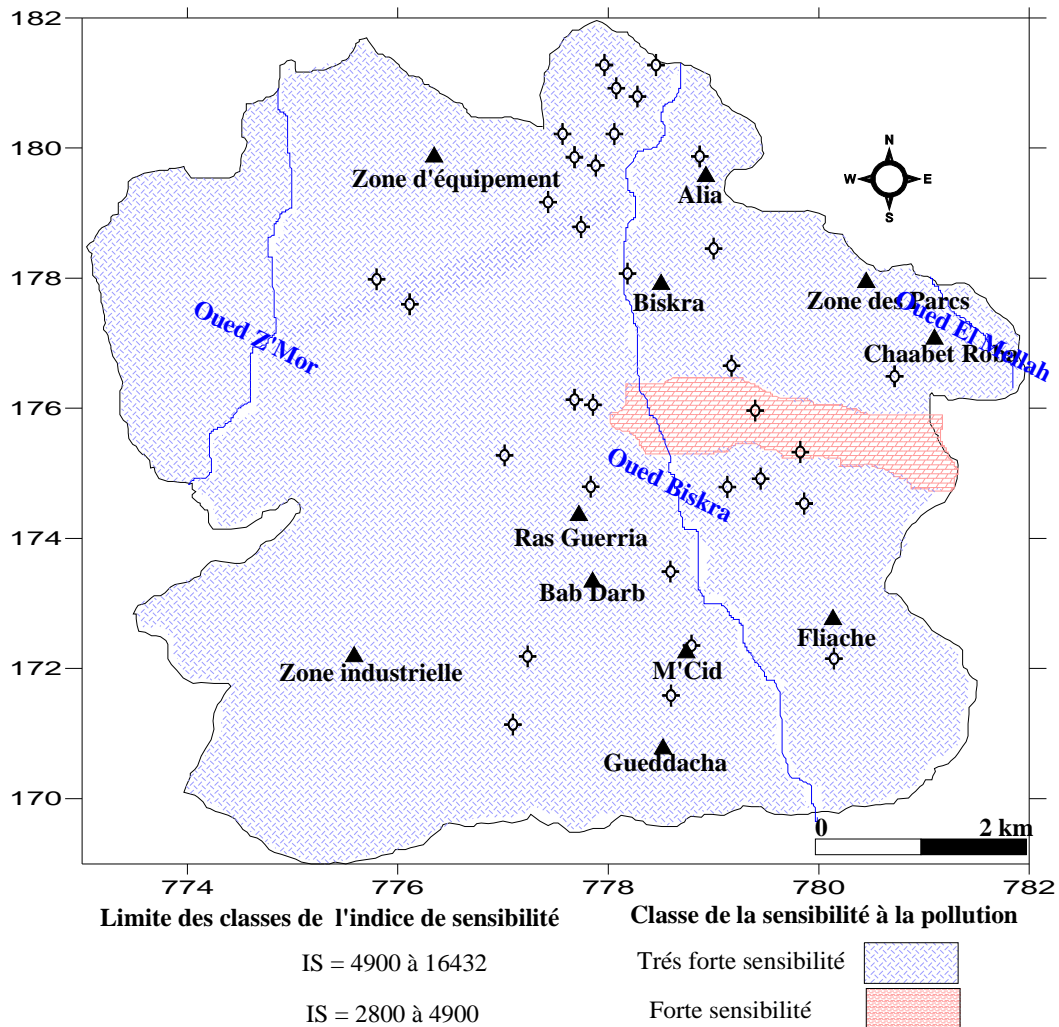 182
180
178
176
174
172
170
N
W E
S
Zone d'équipement
Alia
Biskra
Zone des Parcs
Oued El Mellah
Chaabet Roba
Oued Z'Mor
Oued Biskra
Ras Guerria
Bab Darb
Fliache
Zone industrielle
M'Cid
Gueddacha
0 2 km
774 776 778 780 782
Limite des classes de l'indice de sensibilité
IS = 4900 à 16432
IS = 2800 à 4900
Classe de la sensibilité à la pollution
Trés forte sensibilité
Forte sensibilité